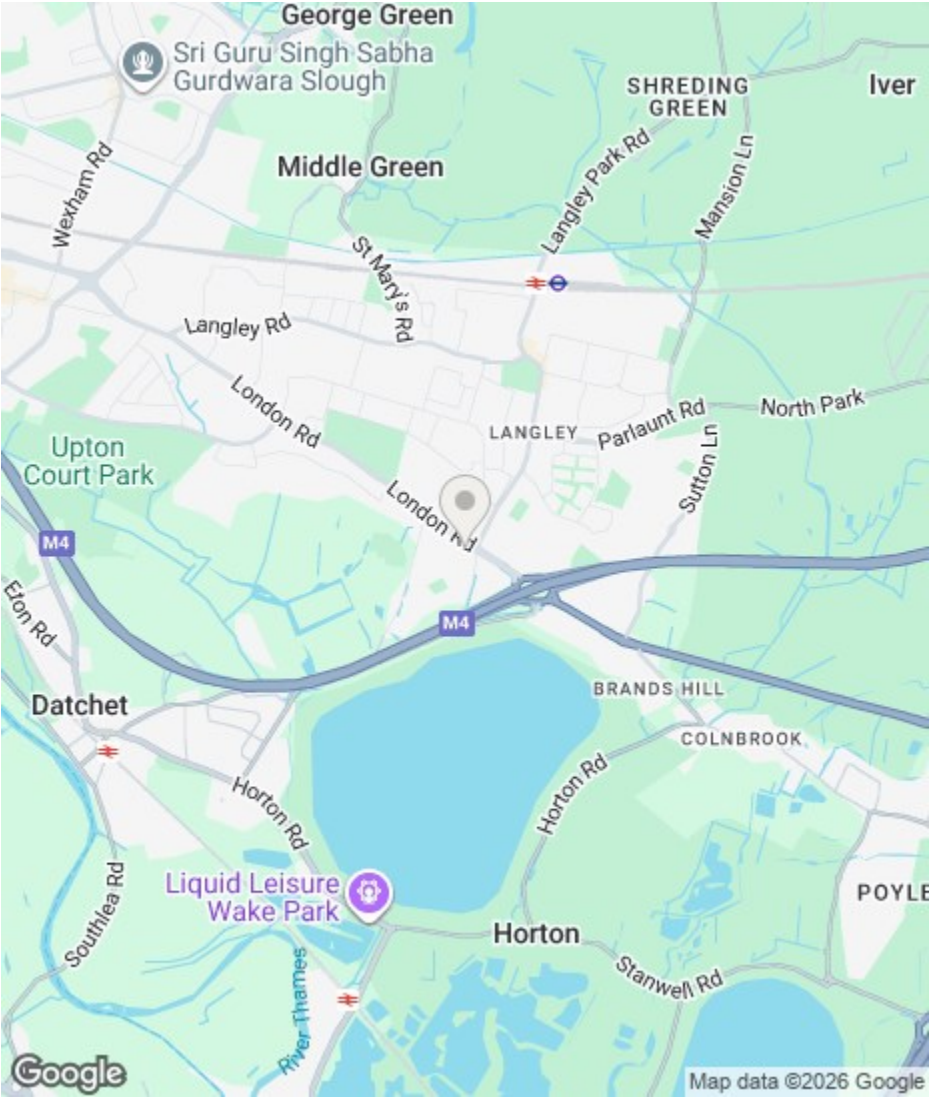 George Green
Sri Guru Singh Sabha
Gurdwara Slough
SHREDING
GREEN
Iver
Wexham Rd
Middle Green
Langley Park Rd
Mansion Ln
St Mary's Rd
Langley Rd
London Rd
North Park
Parlaunt Rd
LANGLEY
Upton
Court Park
Sutton Ln
London Rd
M4
Eton Rd
M4
BRANDS HILL
Datchet
COLNBROOK
Horton Rd
Horton Rd
Liquid Leisure
Wake Park
POYLE
Southlea Rd
Horton
Stanwell Rd
River Thames
Google
Map data ©2026 Google